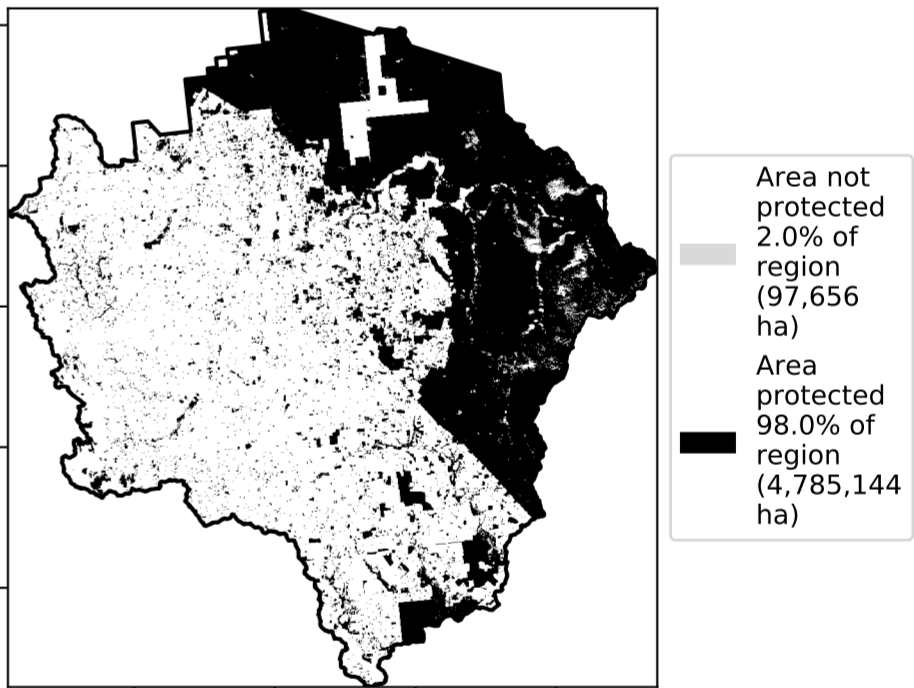 Area not
protected
2.0% of
region
(97,656
ha)
Area
protected
98.0% of
region
(4,785,144
ha)